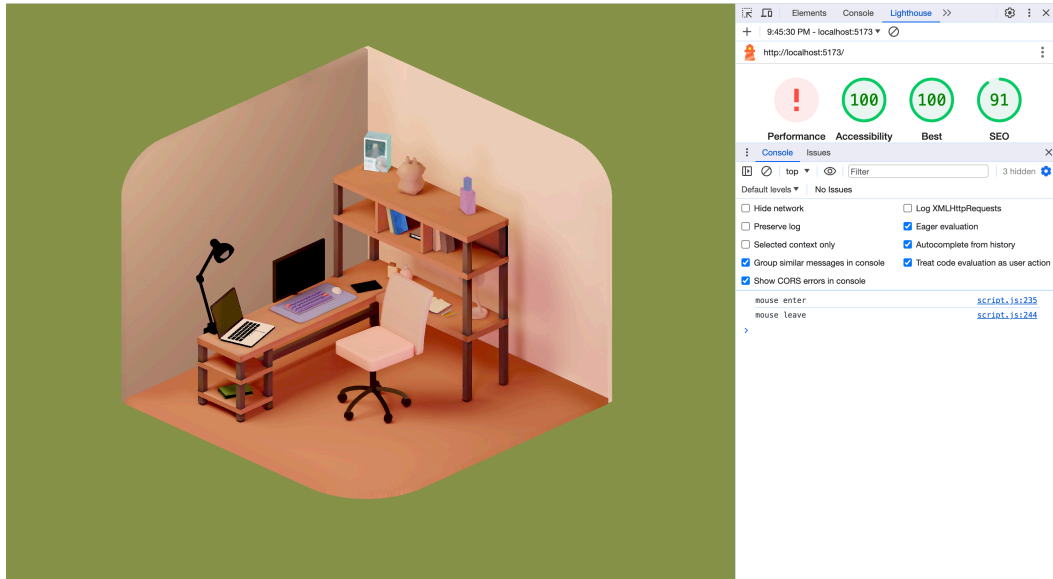 Elements Console Lighthouse
9:45:30 PM - localhost:5173
http://localhost:5173/
! 100 100 91
Performance Accessibility Best SEO
Console Issues
top Filter 3 hidden
Default levels No Issues
Hide network Log XMLHttpRequests
Preserve log Eager evaluation
Selected context only Autocomplete from history
Group similar messages in console Treat code evaluation as user action
Show CORS errors in console
mouse enter script.js:235
mouse leave script.js:244